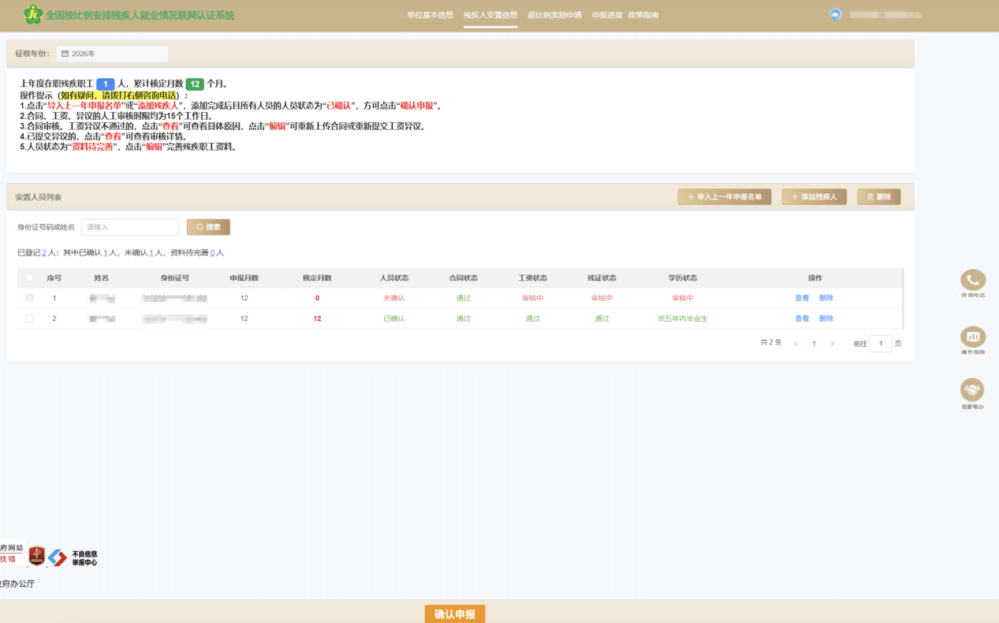 全国按比例安排残疾人就业情况联网认证系统
单位基本信息 残疾人安置信息 超比例奖励申请 申报进度 政策指南
征收年份： 2026年
上年度在职残疾职工 1 人，累计核定月数 12 个月。
操作提示（如有疑问，请拨打右侧咨询电话）：
1.点击“导入上一年申报名单”或“添加残疾人”，添加完成后且所有人员的人员状态为“已确认”，方可点击“确认申报”。
2.合同、工资、异议的人工审核时限均为15个工作日。
3.合同审核、工资异议不通过的，点击“查看”可查看具体原因，点击“编辑”可重新上传合同或重新提交工资异议。
4.已提交异议的，点击“查看”可查看审核详情。
5.人员状态为“资料待完善”，点击“编辑”完善残疾职工资料。
安置人员列表 导入上一年申报名单 添加残疾人 删除
身份证号码或姓名 请输入 搜索
已登记2人：其中已确认1人，未确认1人，资料待完善0人
序号 姓名 身份证号 申报月数 核定月数 人员状态 合同状态 工资状态 残证状态 学历状态 操作
1 12 0 未确认 通过 审核中 审核中 审核中 查看 删除
2 12 12 已确认 通过 通过 通过 非五年内毕业生 查看 删除
共2条 1 前往 1 页
咨询电话
操作指南
我要帮办
府网站
找错
不良信息
举报中心
府办公厅
确认申报